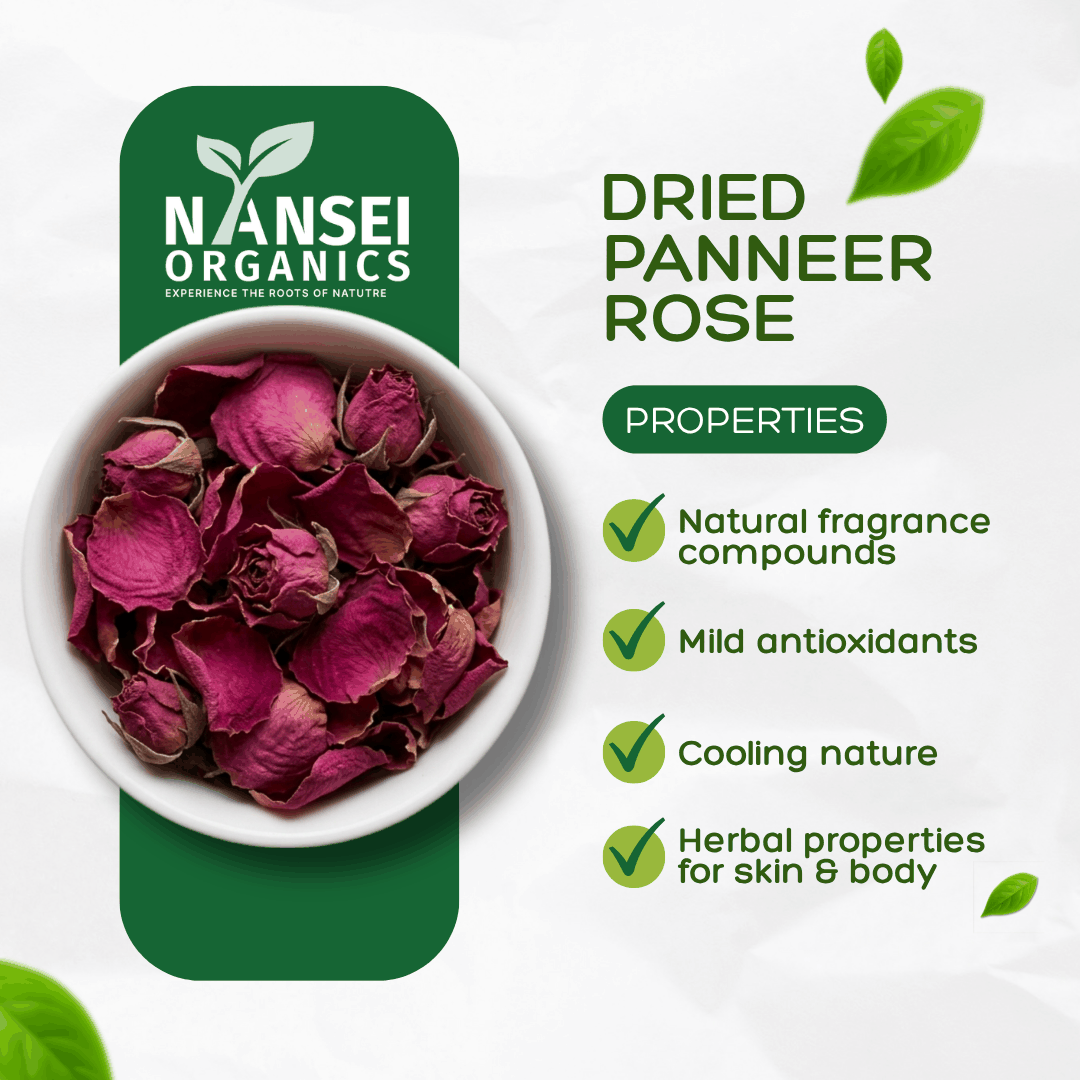 NANSEI
ORGANICS
EXPERIENCE THE ROOTS OF NATUTRE
DRIED
PANNEER
ROSE
PROPERTIES
Natural fragrance
compounds
Mild antioxidants
Cooling nature
Herbal properties
for skin & body